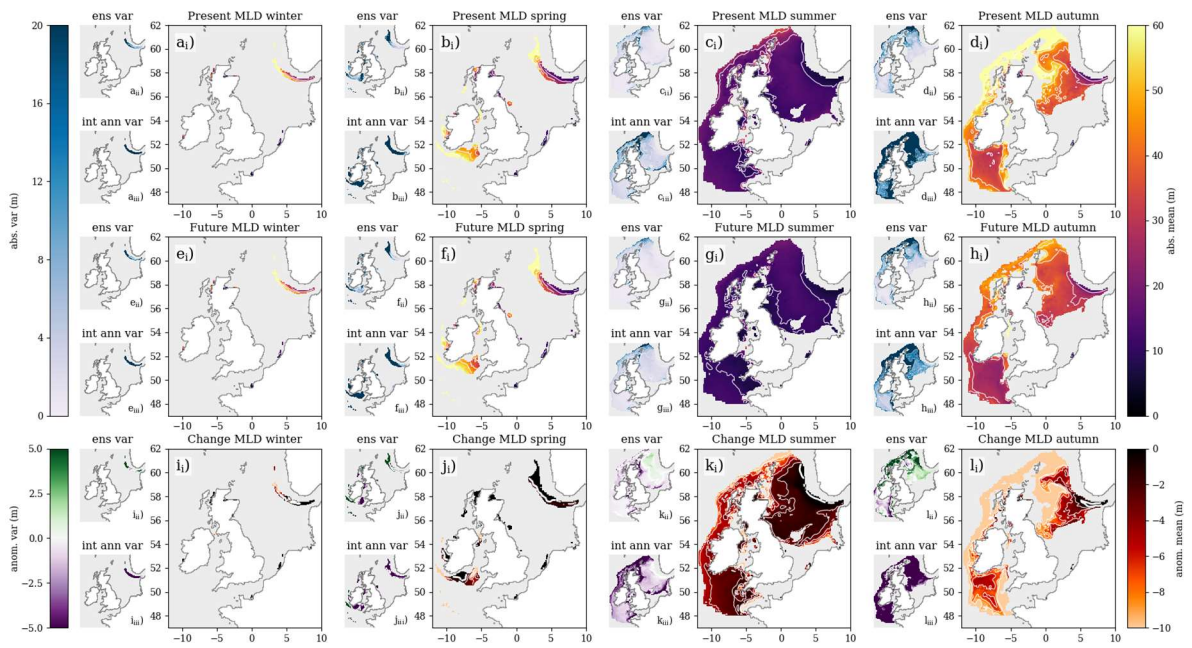 ens var
Present MLD winter
ens var
Present MLD spring
ens var
Present MLD summer
ens var
Present MLD autumn
20
16
12
8
4
0
abs. var (m)
a_i)
a_ii)
int ann var
a_iii)
62
60
58
56
54
52
50
48
−10 −5 0 5 10
b_i)
b_ii)
int ann var
b_iii)
62
60
58
56
54
52
50
48
−10 −5 0 5 10
c_i)
c_ii)
int ann var
c_iii)
62
60
58
56
54
52
50
48
−10 −5 0 5 10
d_i)
d_ii)
int ann var
d_iii)
62
60
58
56
54
52
50
48
−10 −5 0 5 10
60
50
40
30
20
10
0
abs. mean (m)
ens var
Future MLD winter
ens var
Future MLD spring
ens var
Future MLD summer
ens var
Future MLD autumn
e_i)
e_ii)
int ann var
e_iii)
62
60
58
56
54
52
50
48
−10 −5 0 5 10
f_i)
f_ii)
int ann var
f_iii)
62
60
58
56
54
52
50
48
−10 −5 0 5 10
g_i)
g_ii)
int ann var
g_iii)
62
60
58
56
54
52
50
48
−10 −5 0 5 10
h_i)
h_ii)
int ann var
h_iii)
62
60
58
56
54
52
50
48
−10 −5 0 5 10
ens var
Change MLD winter
ens var
Change MLD spring
ens var
Change MLD summer
ens var
Change MLD autumn
5.0
2.5
0.0
−2.5
−5.0
anom. var (m)
i_i)
i_ii)
int ann var
i_iii)
62
60
58
56
54
52
50
48
−10 −5 0 5 10
j_i)
j_ii)
int ann var
j_iii)
62
60
58
56
54
52
50
48
−10 −5 0 5 10
k_i)
k_ii)
int ann var
k_iii)
62
60
58
56
54
52
50
48
−10 −5 0 5 10
l_i)
l_ii)
int ann var
l_iii)
62
60
58
56
54
52
50
48
−10 −5 0 5 10
0
−2
−4
−6
−8
−10
anom. mean (m)